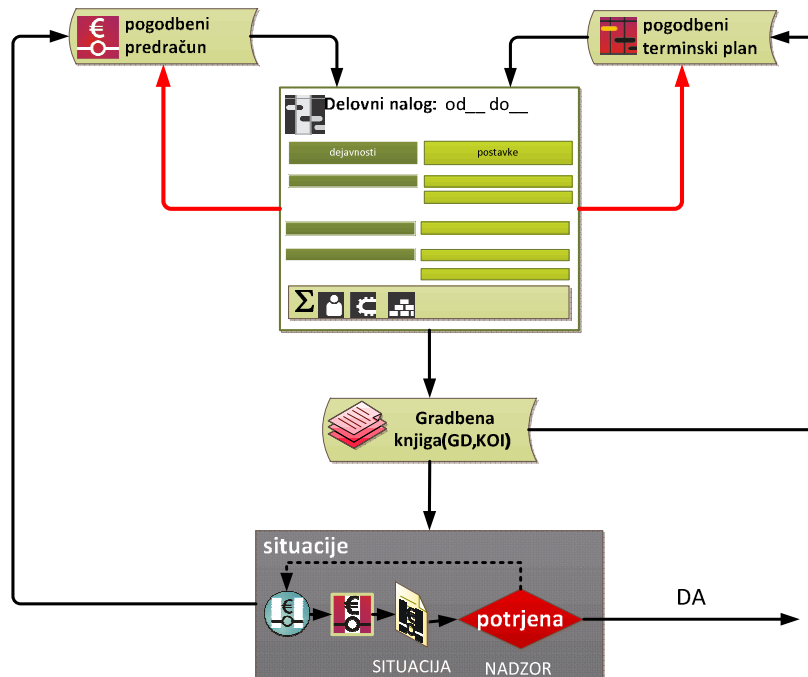 pogodbeni
predračun
pogodbeni
terminski plan
Delovni nalog: od__ do__
dejavnosti
postavke
Σ
Gradbena
knjiga(GD,KOI)
situacije
€
€
potrjena
DA
SITUACIJA
NADZOR